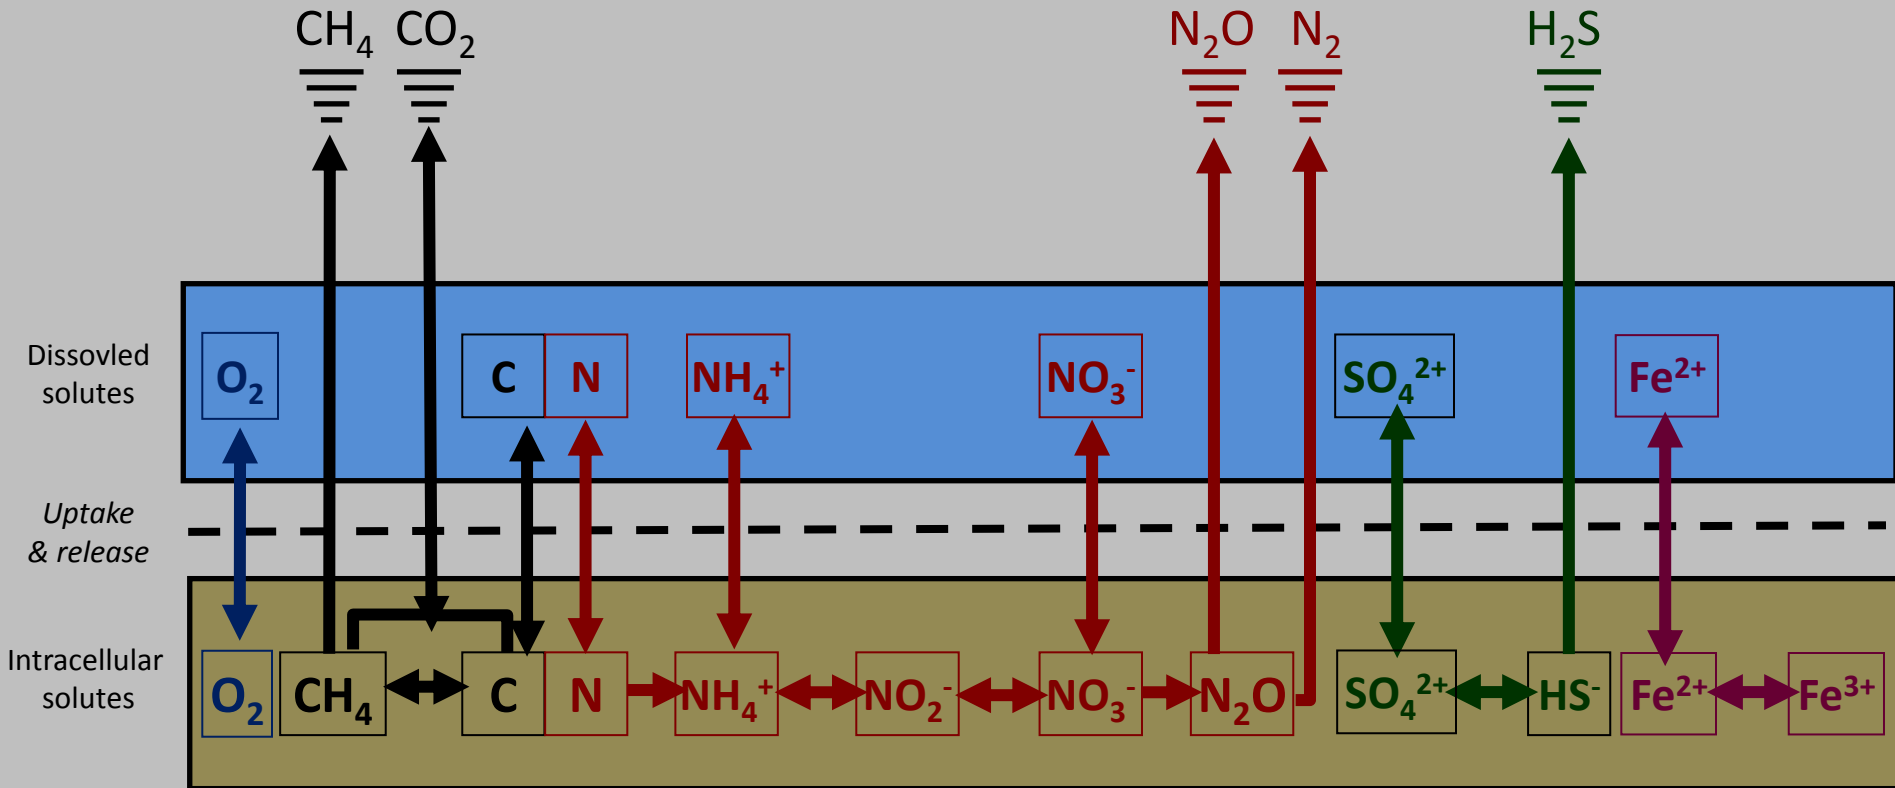 CH₄ CO₂ N₂O N₂ H₂S
Dissovled
solutes
O₂ C N NH₄⁺ NO₃⁻ SO₄²⁺ Fe²⁺
Uptake
& release
Intracellular
solutes
O₂ CH₄ C N NH₄⁺ NO₂⁻ NO₃⁻ N₂O SO₄²⁺ HS⁻ Fe²⁺ Fe³⁺